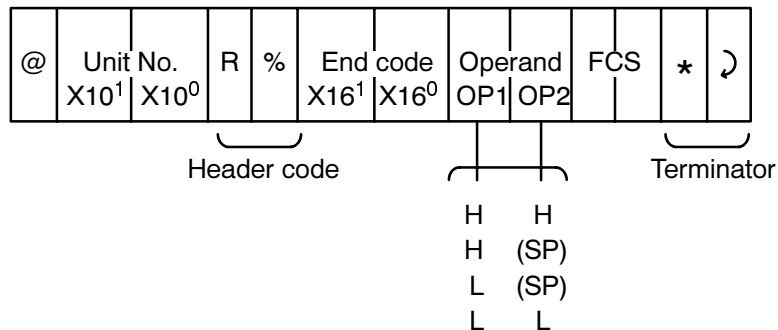 @ Unit No. R % End code Operand FCS * ⤸
X10¹ X10⁰ X16¹ X16⁰ OP1 OP2
Header code Terminator
H H
H (SP)
L (SP)
L L